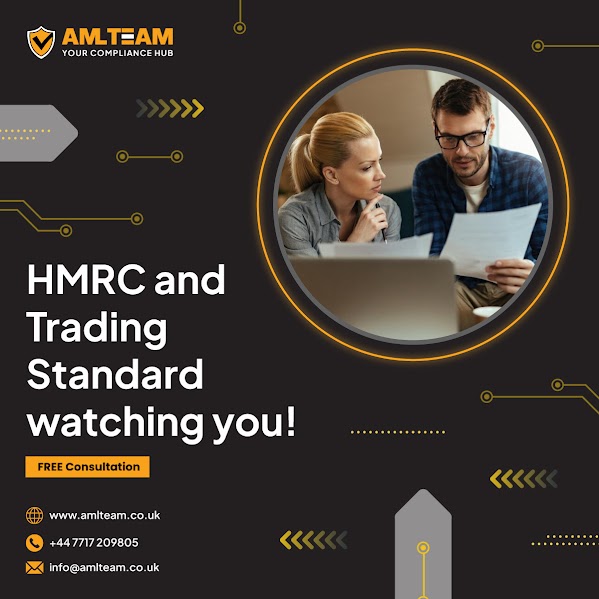 AMLTEAM
YOUR COMPLIANCE HUB
HMRC and
Trading
Standard
watching you!
FREE Consultation
www.amlteam.co.uk
+44 7717 209805
info@amlteam.co.uk